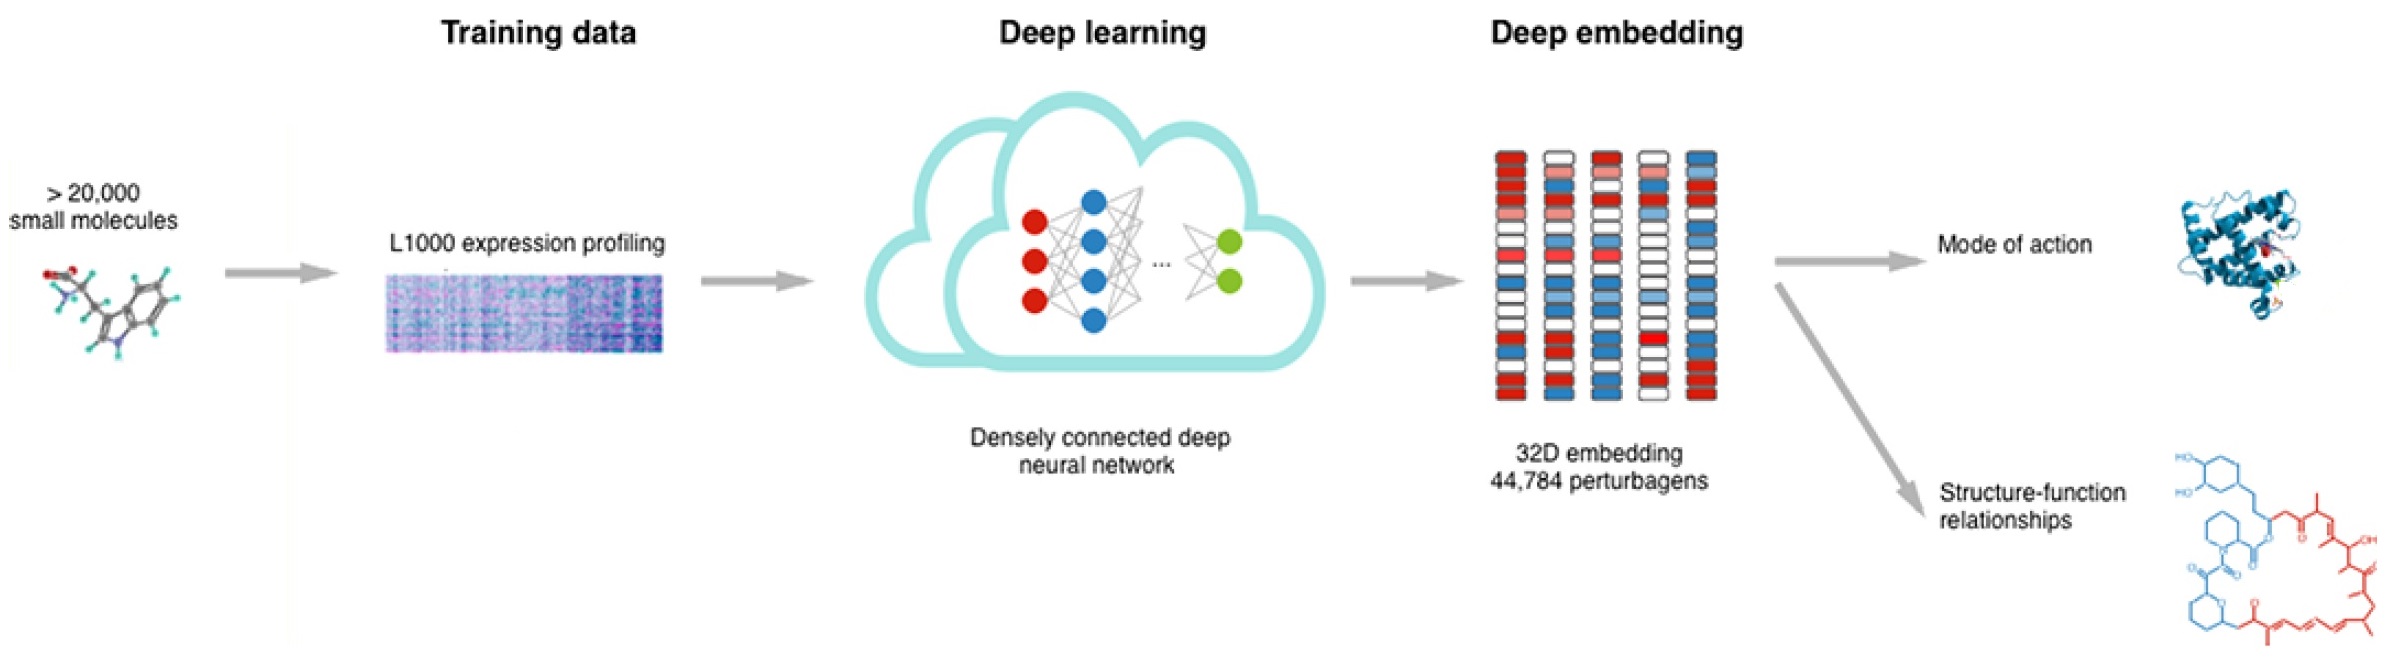 Training data
Deep learning
Deep embedding
> 20,000
small molecules
L1000 expression profiling
...
Densely connected deep
neural network
32D embedding
44,784 perturbagens
Mode of action
Structure-function
relationships
HO
HO
O
O
OH
N
O
O
O
O
O